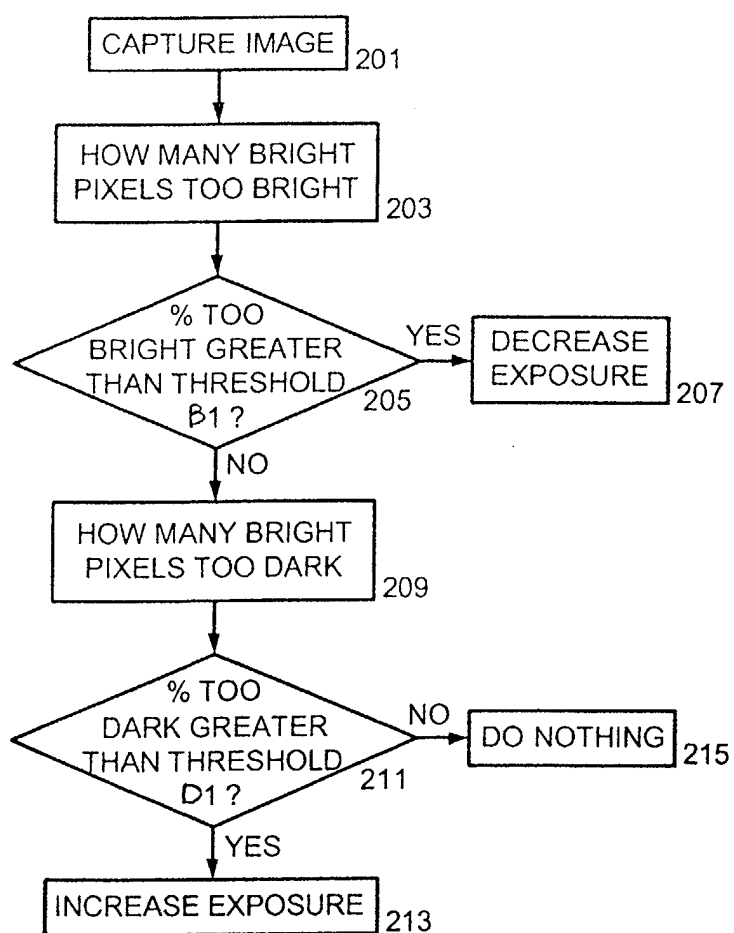 CAPTURE IMAGE
201
HOW MANY BRIGHT
PIXELS TOO BRIGHT
203
% TOO
BRIGHT GREATER
THAN THRESHOLD
B1 ?
205
YES
DECREASE
EXPOSURE
207
NO
HOW MANY BRIGHT
PIXELS TOO DARK
209
% TOO
DARK GREATER
THAN THRESHOLD
D1 ?
211
NO
DO NOTHING
215
YES
INCREASE EXPOSURE
213